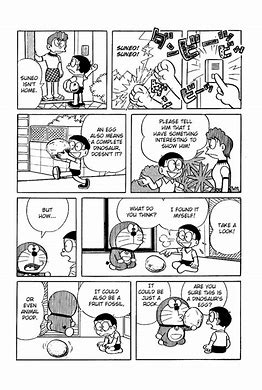 SUNEO!
SUNEO!
SUNEO
ISN'T
HOME.
PLEASE TELL
HIM THAT I
HAVE
SOMETHING
INTERESTING
TO
SHOW HIM!
AN EGG
ALSO
MEANS A
COMPLETE
DINOSAUR,
DOESN'T IT?
TAKE A
LOOK!
I FOUND IT
MYSELF!
WHAT DO
YOU
THINK?
BUT
HOW...
ARE YOU
SURE THIS IS
A
DINOSAUR'S
EGG?
IT
COULD
BE JUST
A
ROCK.
IT COULD
ALSO BE A
FRUIT FOSSIL,
OR
EVEN
ANIMAL
POOP.